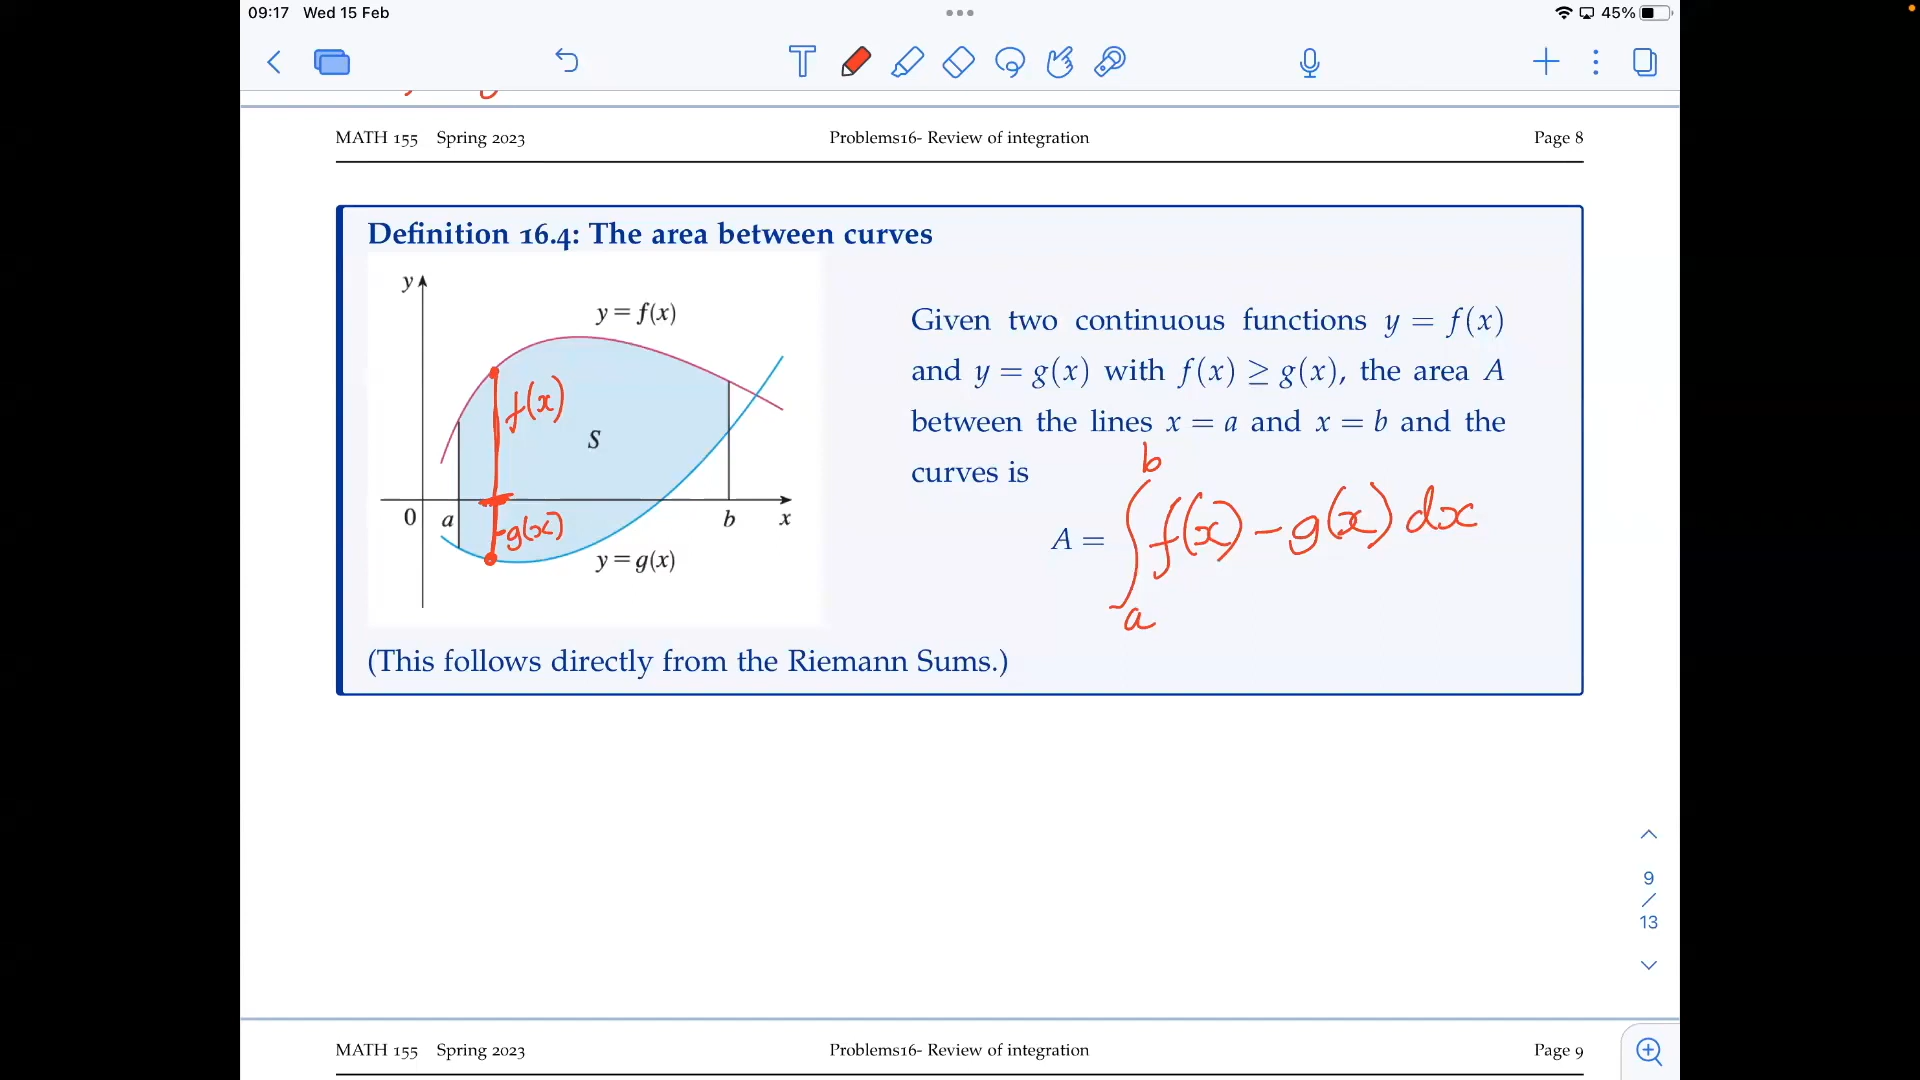 09:17 Wed 15 Feb
45%
T
MATH 155 Spring 2023 Problems16- Review of integration Page 8
Definition 16.4: The area between curves
y
y = f(x)
f(x)
S
0 a b x
-g(x)
y = g(x)
Given two continuous functions y = f(x)
and y = g(x) with f(x) ≥ g(x), the area A
between the lines x = a and x = b and the
curves is
A = ∫_a^b f(x) - g(x) dx
(This follows directly from the Riemann Sums.)
9
/
13
MATH 155 Spring 2023 Problems16- Review of integration Page 9